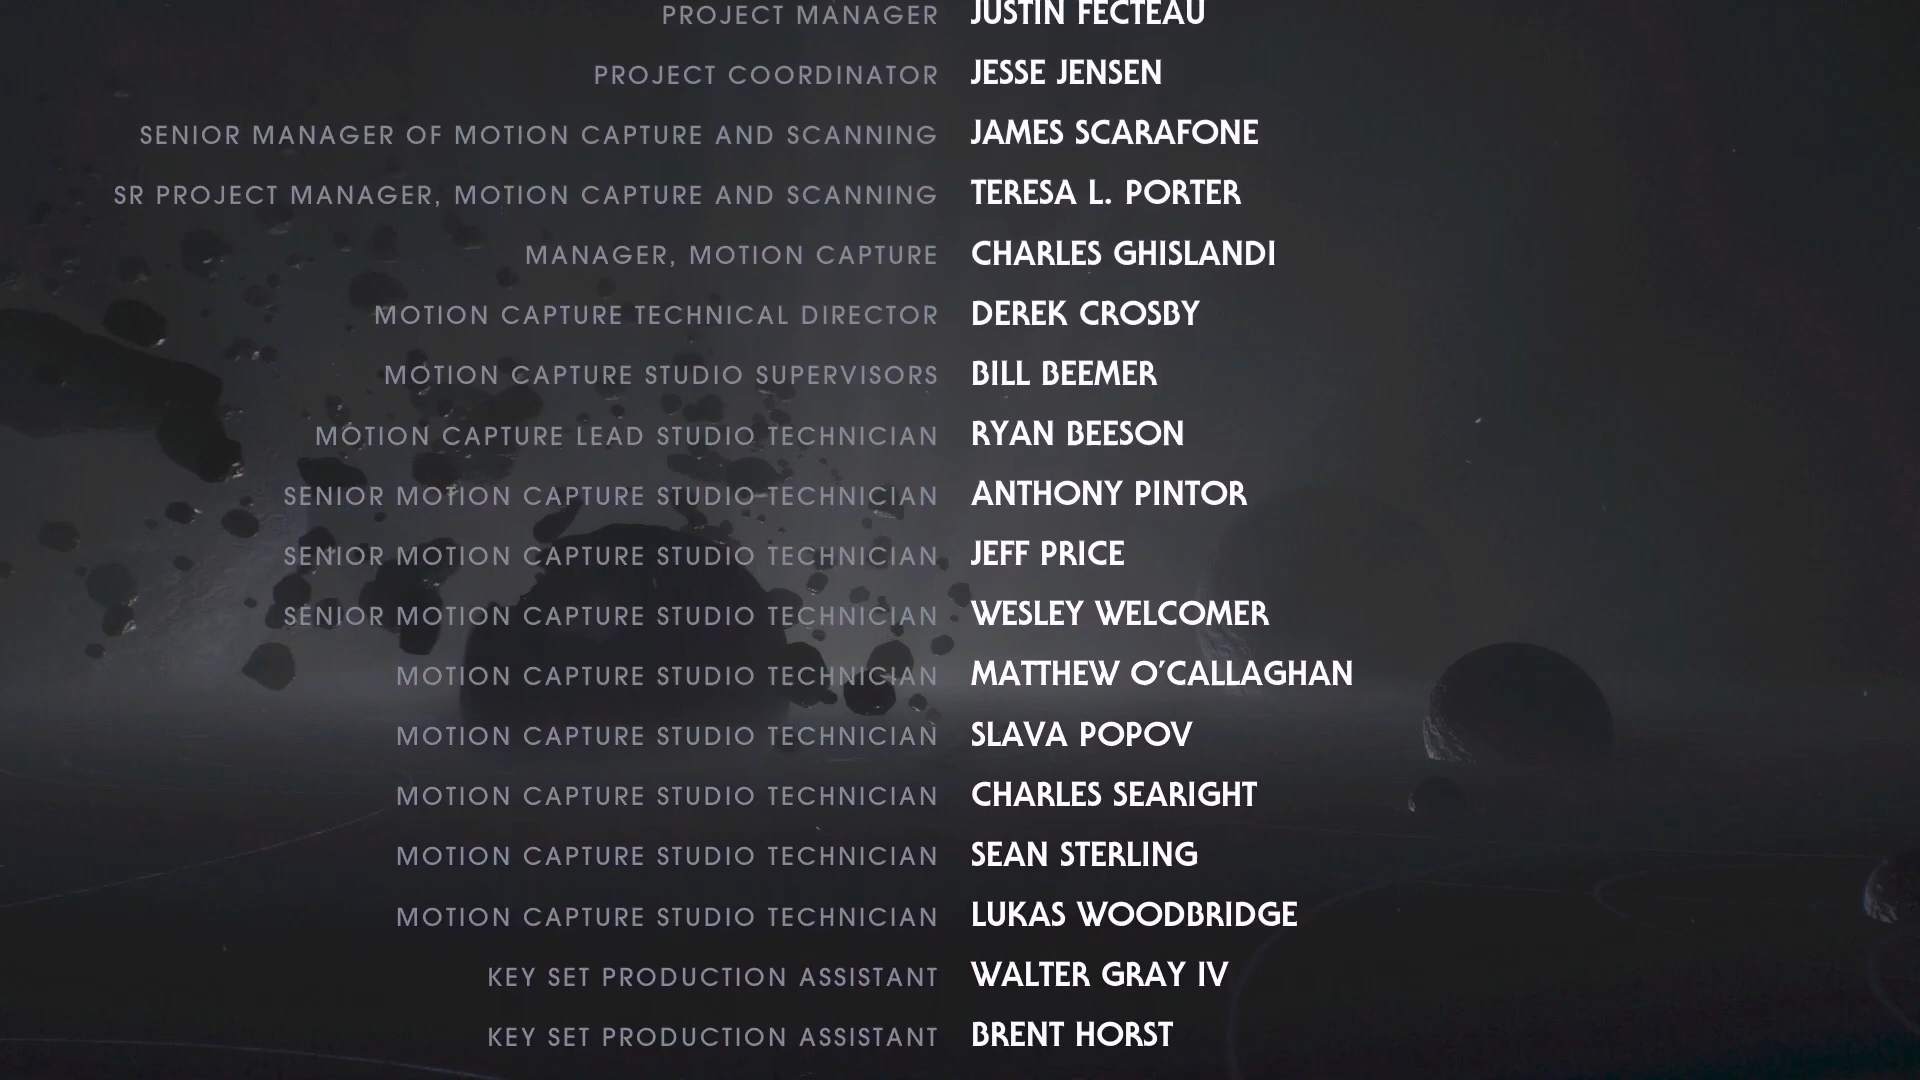 PROJECT MANAGER JUSTIN FECTEAU
PROJECT COORDINATOR JESSE JENSEN
SENIOR MANAGER OF MOTION CAPTURE AND SCANNING JAMES SCARAFONE
SR PROJECT MANAGER, MOTION CAPTURE AND SCANNING TERESA L. PORTER
MANAGER, MOTION CAPTURE CHARLES GHISLANDI
MOTION CAPTURE TECHNICAL DIRECTOR DEREK CROSBY
MOTION CAPTURE STUDIO SUPERVISORS BILL BEEMER
MOTION CAPTURE LEAD STUDIO TECHNICIAN RYAN BEESON
SENIOR MOTION CAPTURE STUDIO TECHNICIAN ANTHONY PINTOR
SENIOR MOTION CAPTURE STUDIO TECHNICIAN JEFF PRICE
SENIOR MOTION CAPTURE STUDIO TECHNICIAN WESLEY WELCOMER
MOTION CAPTURE STUDIO TECHNICIAN MATTHEW O'CALLAGHAN
MOTION CAPTURE STUDIO TECHNICIAN SLAVA POPOV
MOTION CAPTURE STUDIO TECHNICIAN CHARLES SEARIGHT
MOTION CAPTURE STUDIO TECHNICIAN SEAN STERLING
MOTION CAPTURE STUDIO TECHNICIAN LUKAS WOODBRIDGE
KEY SET PRODUCTION ASSISTANT WALTER GRAY IV
KEY SET PRODUCTION ASSISTANT BRENT HORST